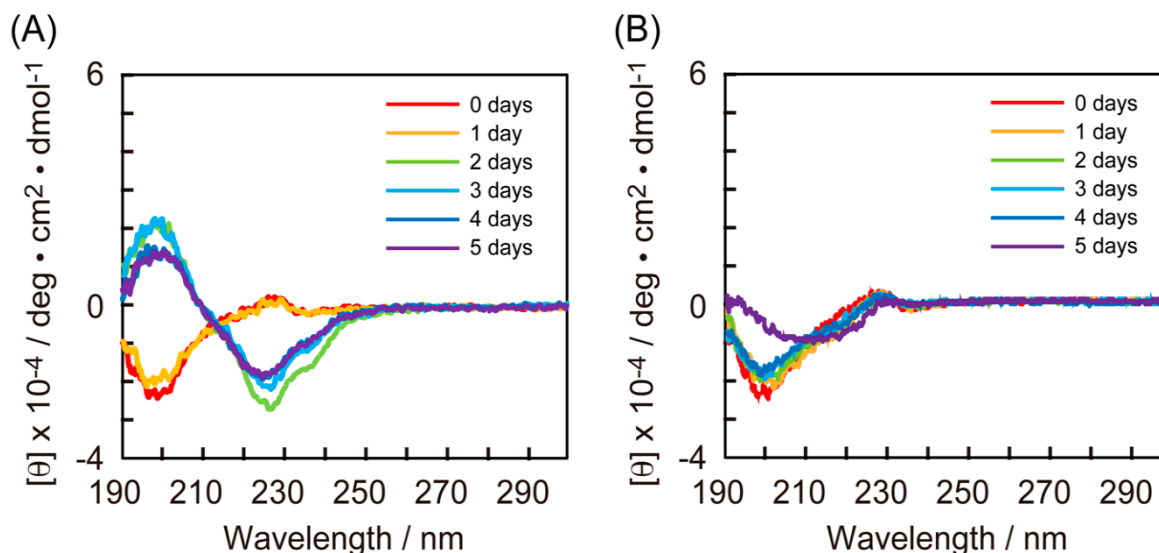 (A)
[θ] x 10-4 / deg • cm2 • dmol-1
6
0
-4
0 days
1 day
2 days
3 days
4 days
5 days
190 210 230 250 270 290
Wavelength / nm
(B)
[θ] x 10-4 / deg • cm2 • dmol-1
6
0
-4
0 days
1 day
2 days
3 days
4 days
5 days
190 210 230 250 270 290
Wavelength / nm